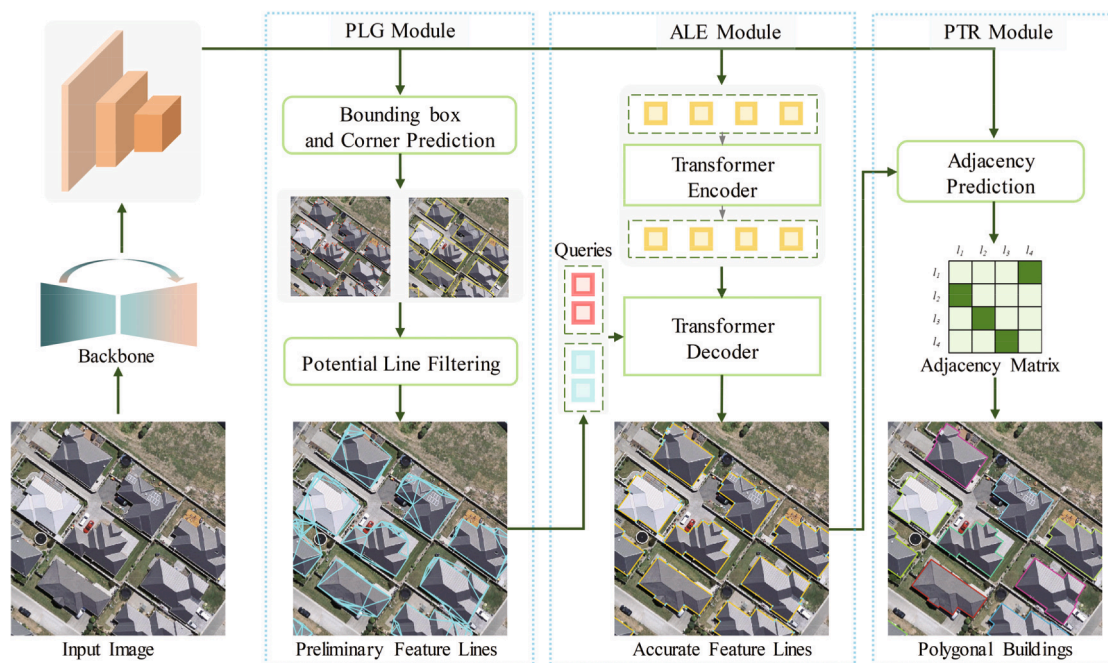 PLG Module
ALE Module
PTR Module
Bounding box
and Corner Prediction
Potential Line Filtering
Preliminary Feature Lines
Backbone
Input Image
Transformer
Encoder
Queries
Transformer
Decoder
Accurate Feature Lines
Adjacency
Prediction
l1 l2 l3 l4
l1
l2
l3
l4
Adjacency Matrix
Polygonal Buildings